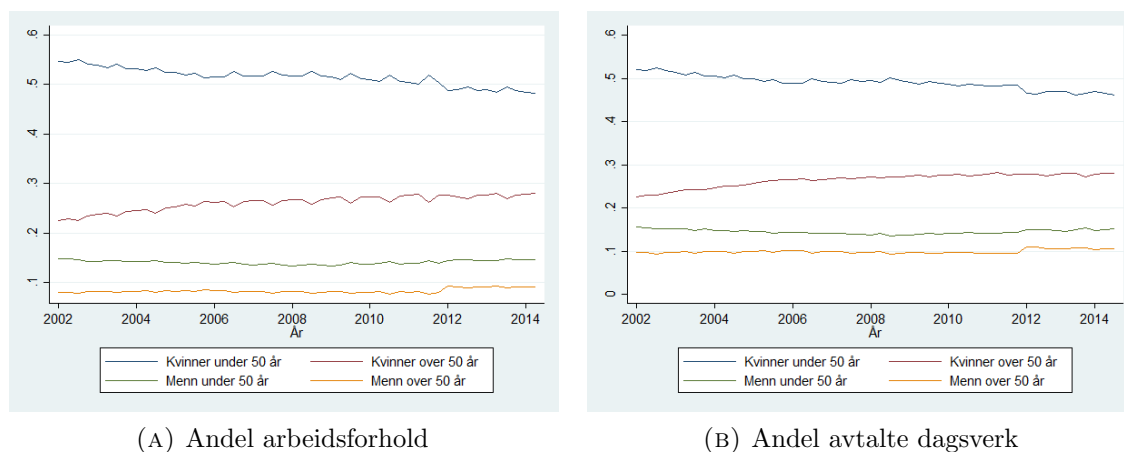 .6
.5
.4
.3
.2
.1
2002 2004 2006 2008 2010 2012 2014
År
Kvinner under 50 år Kvinner over 50 år
Menn under 50 år Menn over 50 år
(A) Andel arbeidsforhold
.6
.5
.4
.3
.2
.1
0
2002 2004 2006 2008 2010 2012 2014
År
Kvinner under 50 år Kvinner over 50 år
Menn under 50 år Menn over 50 år
(B) Andel avtalte dagsverk